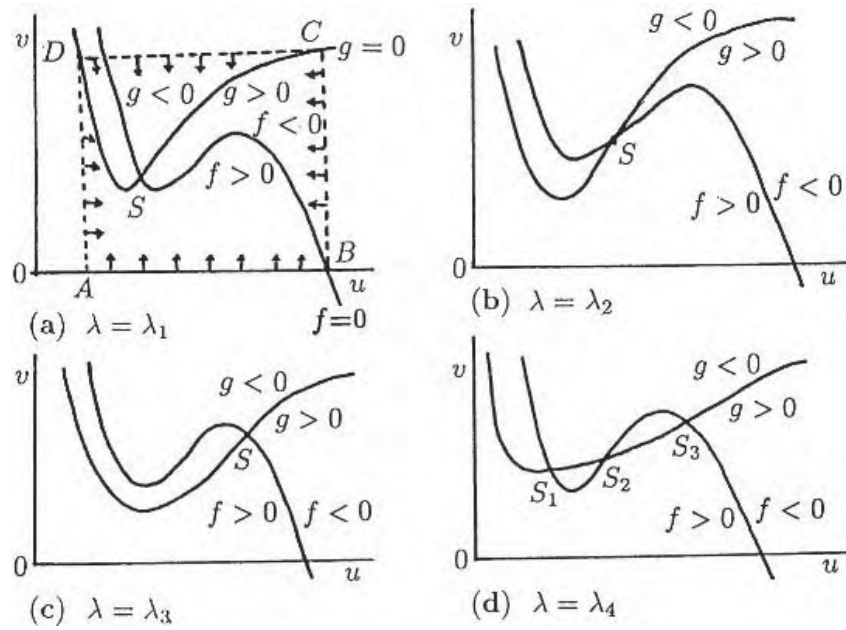 v
D
C
g = 0
g < 0
g > 0
f < 0
f > 0
S
B
0
A
u
(a) λ = λ₁
f=0
v
g < 0
g > 0
S
f > 0
f < 0
0
u
(b) λ = λ₂
v
g < 0
g > 0
S
f > 0
f < 0
0
u
(c) λ = λ₃
v
g < 0
g > 0
S₁
S₂
S₃
f > 0
f < 0
0
u
(d) λ = λ₄